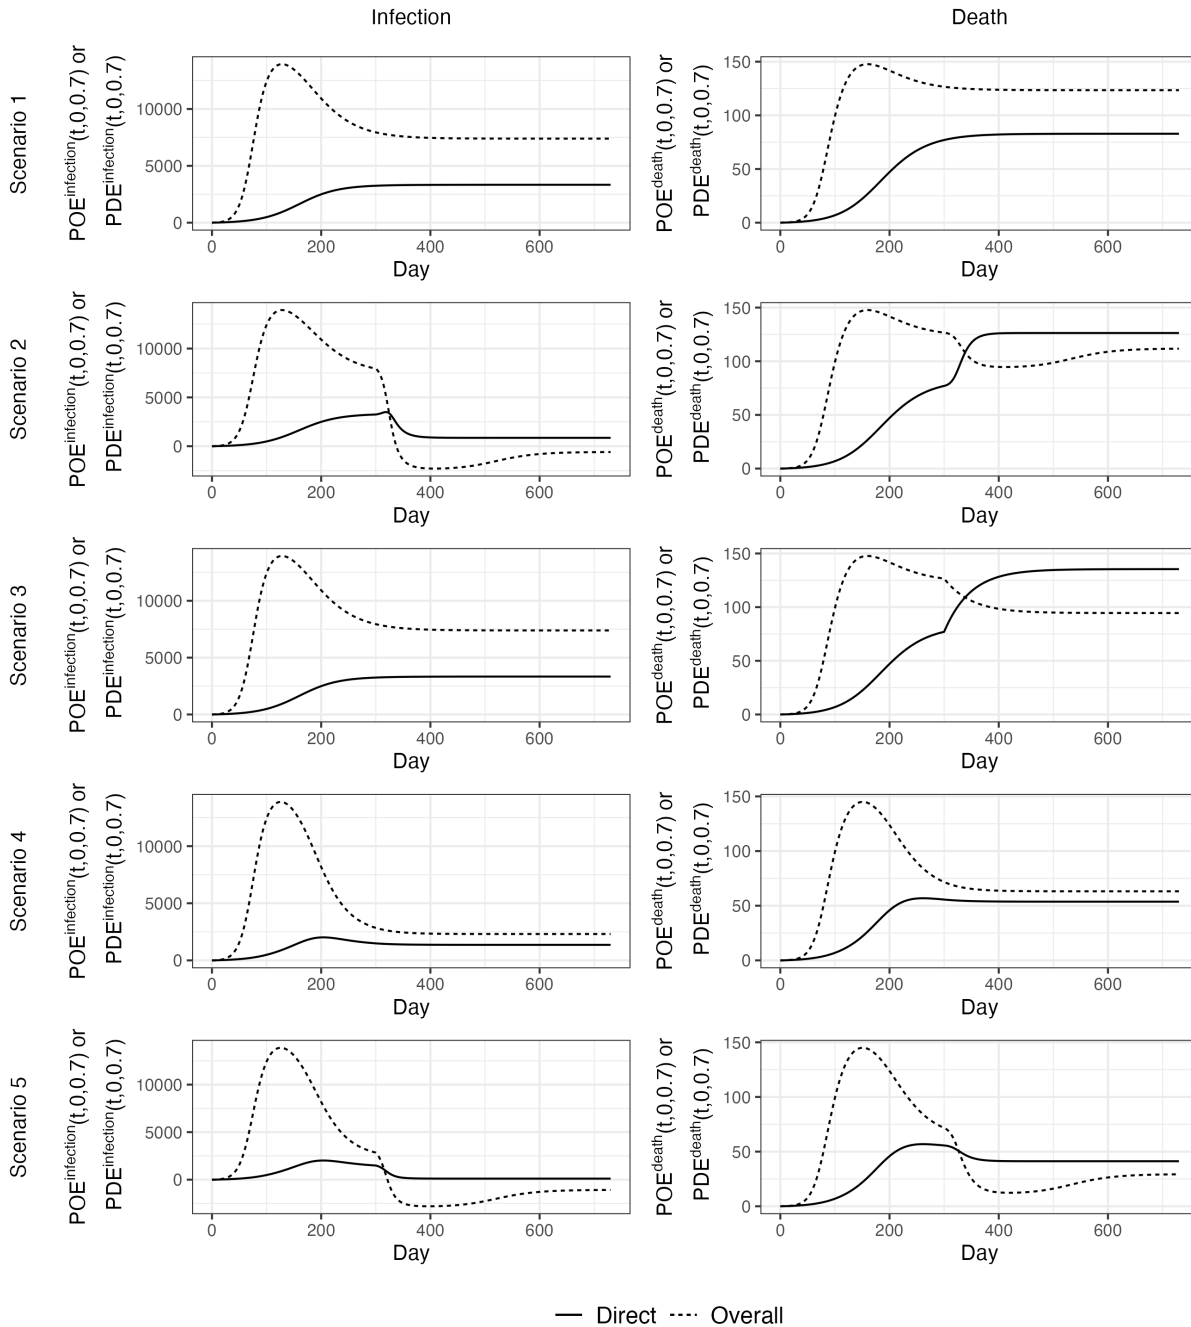 Infection
Death
Scenario 1
POE^infection(t,0,0.7) or
PDE^infection(t,0,0.7)
10000
5000
0
0 200 400 600
Day
POE^death(t,0,0.7) or
PDE^death(t,0,0.7)
150
100
50
0
0 200 400 600
Day
Scenario 2
POE^infection(t,0,0.7) or
PDE^infection(t,0,0.7)
10000
5000
0
0 200 400 600
Day
POE^death(t,0,0.7) or
PDE^death(t,0,0.7)
150
100
50
0
0 200 400 600
Day
Scenario 3
POE^infection(t,0,0.7) or
PDE^infection(t,0,0.7)
10000
5000
0
0 200 400 600
Day
POE^death(t,0,0.7) or
PDE^death(t,0,0.7)
150
100
50
0
0 200 400 600
Day
Scenario 4
POE^infection(t,0,0.7) or
PDE^infection(t,0,0.7)
10000
5000
0
0 200 400 600
Day
POE^death(t,0,0.7) or
PDE^death(t,0,0.7)
150
100
50
0
0 200 400 600
Day
Scenario 5
POE^infection(t,0,0.7) or
PDE^infection(t,0,0.7)
10000
5000
0
0 200 400 600
Day
POE^death(t,0,0.7) or
PDE^death(t,0,0.7)
150
100
50
0
0 200 400 600
Day
Direct Overall